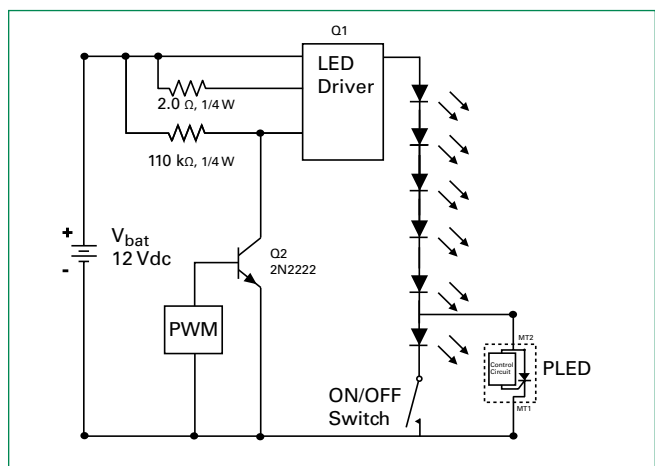 Q1
LED
Driver
2.0 Ω, 1/4 W
110 kΩ, 1/4 W
+
Vbat
12 Vdc
-
Q2
2N2222
PWM
MT2
Control
Circuit
PLED
MT1
ON/OFF
Switch